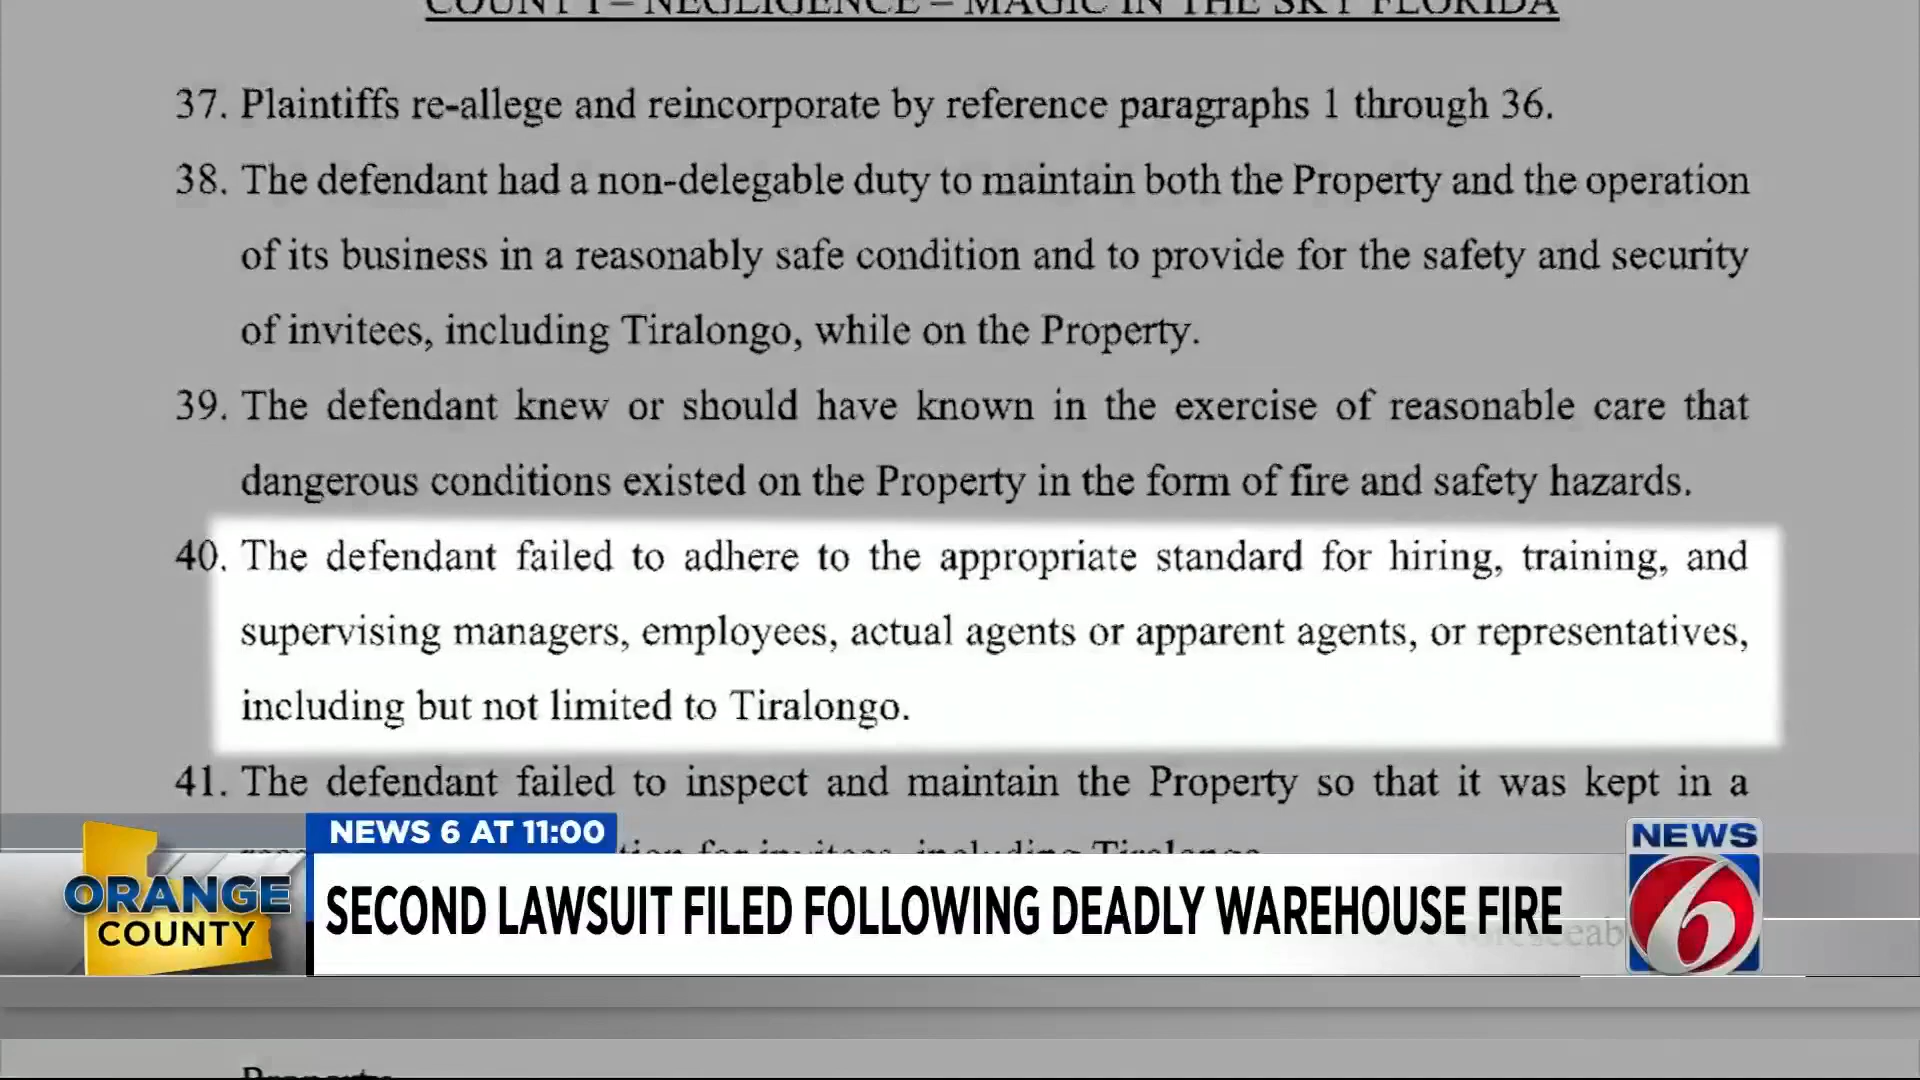 COUNT I – NEGLIGENCE – MAGIC IN THE SKY FLORIDA
37. Plaintiffs re-allege and reincorporate by reference paragraphs 1 through 36.
38. The defendant had a non-delegable duty to maintain both the Property and the operation
of its business in a reasonably safe condition and to provide for the safety and security
of invitees, including Tiralongo, while on the Property.
39. The defendant knew or should have known in the exercise of reasonable care that
dangerous conditions existed on the Property in the form of fire and safety hazards.
40. The defendant failed to adhere to the appropriate standard for hiring, training, and
supervising managers, employees, actual agents or apparent agents, or representatives,
including but not limited to Tiralongo.
41. The defendant failed to inspect and maintain the Property so that it was kept in a
for invitees, including Tiralongo
NEWS 6 AT 11:00
ORANGE
COUNTY
SECOND LAWSUIT FILED FOLLOWING DEADLY WAREHOUSE FIRE
NEWS
6
Property